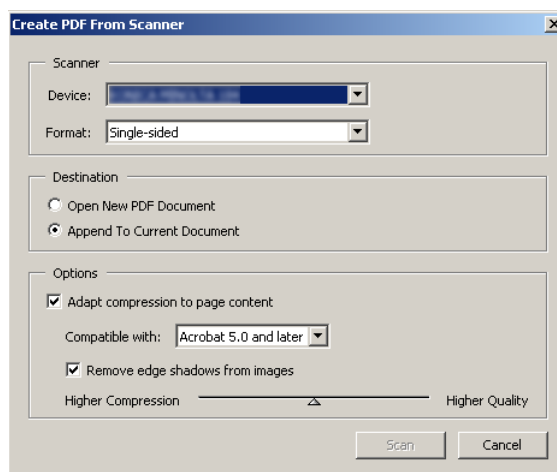 Create PDF From Scanner
Scanner
Device:
Format: Single-sided
Destination
Open New PDF Document
Append To Current Document
Options
Adapt compression to page content
Compatible with: Acrobat 5.0 and later
Remove edge shadows from images
Higher Compression Higher Quality
Scan Cancel